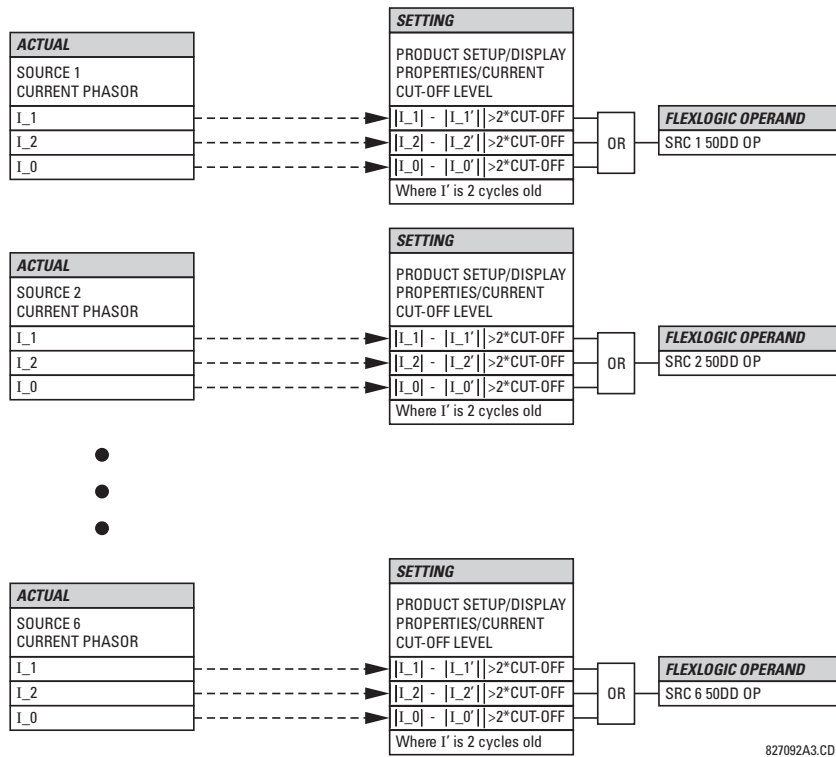 SETTING
PRODUCT SETUP/DISPLAY
PROPERTIES/CURRENT
CUT-OFF LEVEL
ACTUAL
SOURCE 1
CURRENT PHASOR
I_1
I_2
I_0
|I_1| - |I_1'||>2*CUT-OFF
|I_2| - |I_2'||>2*CUT-OFF
|I_0| - |I_0'||>2*CUT-OFF
Where I' is 2 cycles old
OR
FLEXLOGIC OPERAND
SRC 1 50DD OP
SETTING
PRODUCT SETUP/DISPLAY
PROPERTIES/CURRENT
CUT-OFF LEVEL
ACTUAL
SOURCE 2
CURRENT PHASOR
I_1
I_2
I_0
|I_1| - |I_1'||>2*CUT-OFF
|I_2| - |I_2'||>2*CUT-OFF
|I_0| - |I_0'||>2*CUT-OFF
Where I' is 2 cycles old
OR
FLEXLOGIC OPERAND
SRC 2 50DD OP
SETTING
PRODUCT SETUP/DISPLAY
PROPERTIES/CURRENT
CUT-OFF LEVEL
ACTUAL
SOURCE 6
CURRENT PHASOR
I_1
I_2
I_0
|I_1| - |I_1'||>2*CUT-OFF
|I_2| - |I_2'||>2*CUT-OFF
|I_0| - |I_0'||>2*CUT-OFF
Where I' is 2 cycles old
OR
FLEXLOGIC OPERAND
SRC 6 50DD OP
827092A3.CD